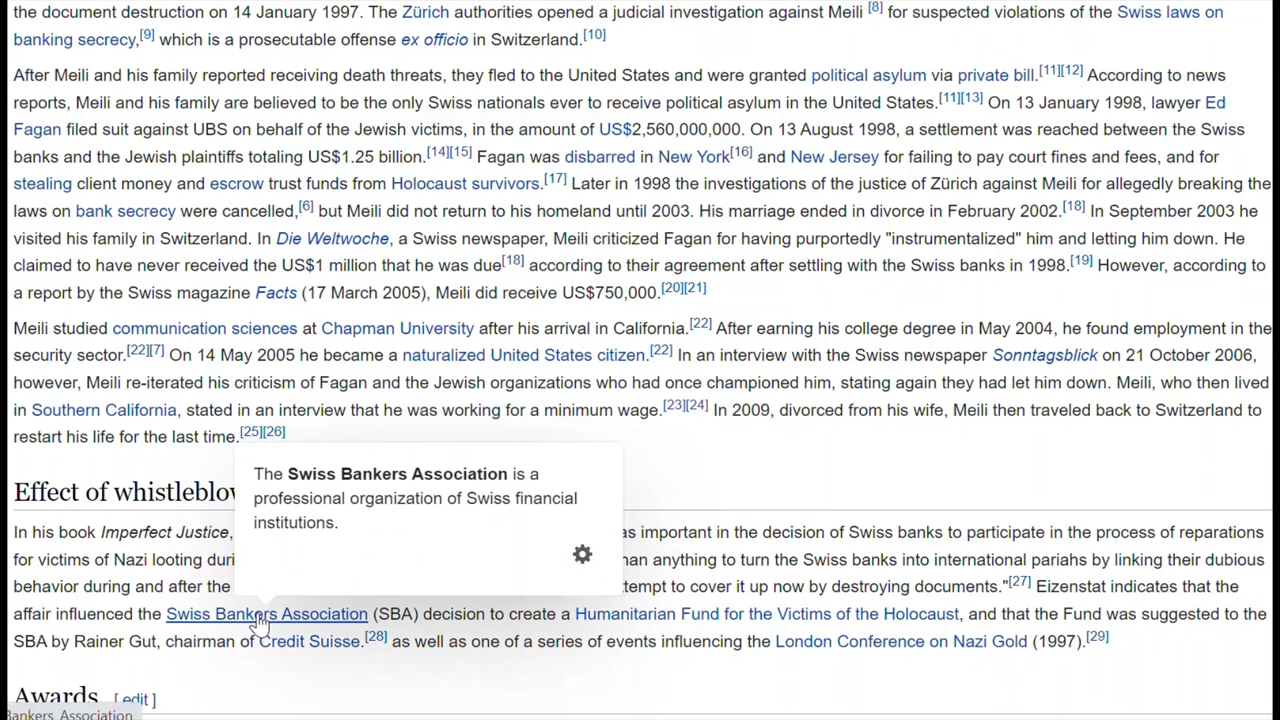 the document destruction on 14 January 1997. The Zürich authorities opened a judicial investigation against Meili [8] for suspected violations of the Swiss laws on
banking secrecy,[9] which is a prosecutable offense ex officio in Switzerland.[10]
After Meili and his family reported receiving death threats, they fled to the United States and were granted political asylum via private bill.[11][12] According to news
reports, Meili and his family are believed to be the only Swiss nationals ever to receive political asylum in the United States.[11][13] On 13 January 1998, lawyer Ed
Fagan filed suit against UBS on behalf of the Jewish victims, in the amount of US$2,560,000,000. On 13 August 1998, a settlement was reached between the Swiss
banks and the Jewish plaintiffs totaling US$1.25 billion.[14][15] Fagan was disbarred in New York[16] and New Jersey for failing to pay court fines and fees, and for
stealing client money and escrow trust funds from Holocaust survivors.[17] Later in 1998 the investigations of the justice of Zürich against Meili for allegedly breaking the
laws on bank secrecy were cancelled,[6] but Meili did not return to his homeland until 2003. His marriage ended in divorce in February 2002.[18] In September 2003 he
visited his family in Switzerland. In Die Weltwoche, a Swiss newspaper, Meili criticized Fagan for having purportedly "instrumentalized" him and letting him down. He
claimed to have never received the US$1 million that he was due[18] according to their agreement after settling with the Swiss banks in 1998.[19] However, according to
a report by the Swiss magazine Facts (17 March 2005), Meili did receive US$750,000.[20][21]
Meili studied communication sciences at Chapman University after his arrival in California.[22] After earning his college degree in May 2004, he found employment in the
security sector.[22][7] On 14 May 2005 he became a naturalized United States citizen.[22] In an interview with the Swiss newspaper Sonntagsblick on 21 October 2006,
however, Meili re-iterated his criticism of Fagan and the Jewish organizations who had once championed him, stating again they had let him down. Meili, who then lived
in Southern California, stated in an interview that he was working for a minimum wage.[23][24] In 2009, divorced from his wife, Meili then traveled back to Switzerland to
restart his life for the last time.[25][26]
The Swiss Bankers Association is a
professional organization of Swiss financial
institutions.
Effect of whistleblow
In his book Imperfect Justice, as important in the decision of Swiss banks to participate in the process of reparations
for victims of Nazi looting duri han anything to turn the Swiss banks into international pariahs by linking their dubious
behavior during and after the tempt to cover it up now by destroying documents."[27] Eizenstat indicates that the
affair influenced the Swiss Bankers Association (SBA) decision to create a Humanitarian Fund for the Victims of the Holocaust, and that the Fund was suggested to the
SBA by Rainer Gut, chairman of Credit Suisse.[28] as well as one of a series of events influencing the London Conference on Nazi Gold (1997).[29]
Awards [ edit ]
Bankers_Association